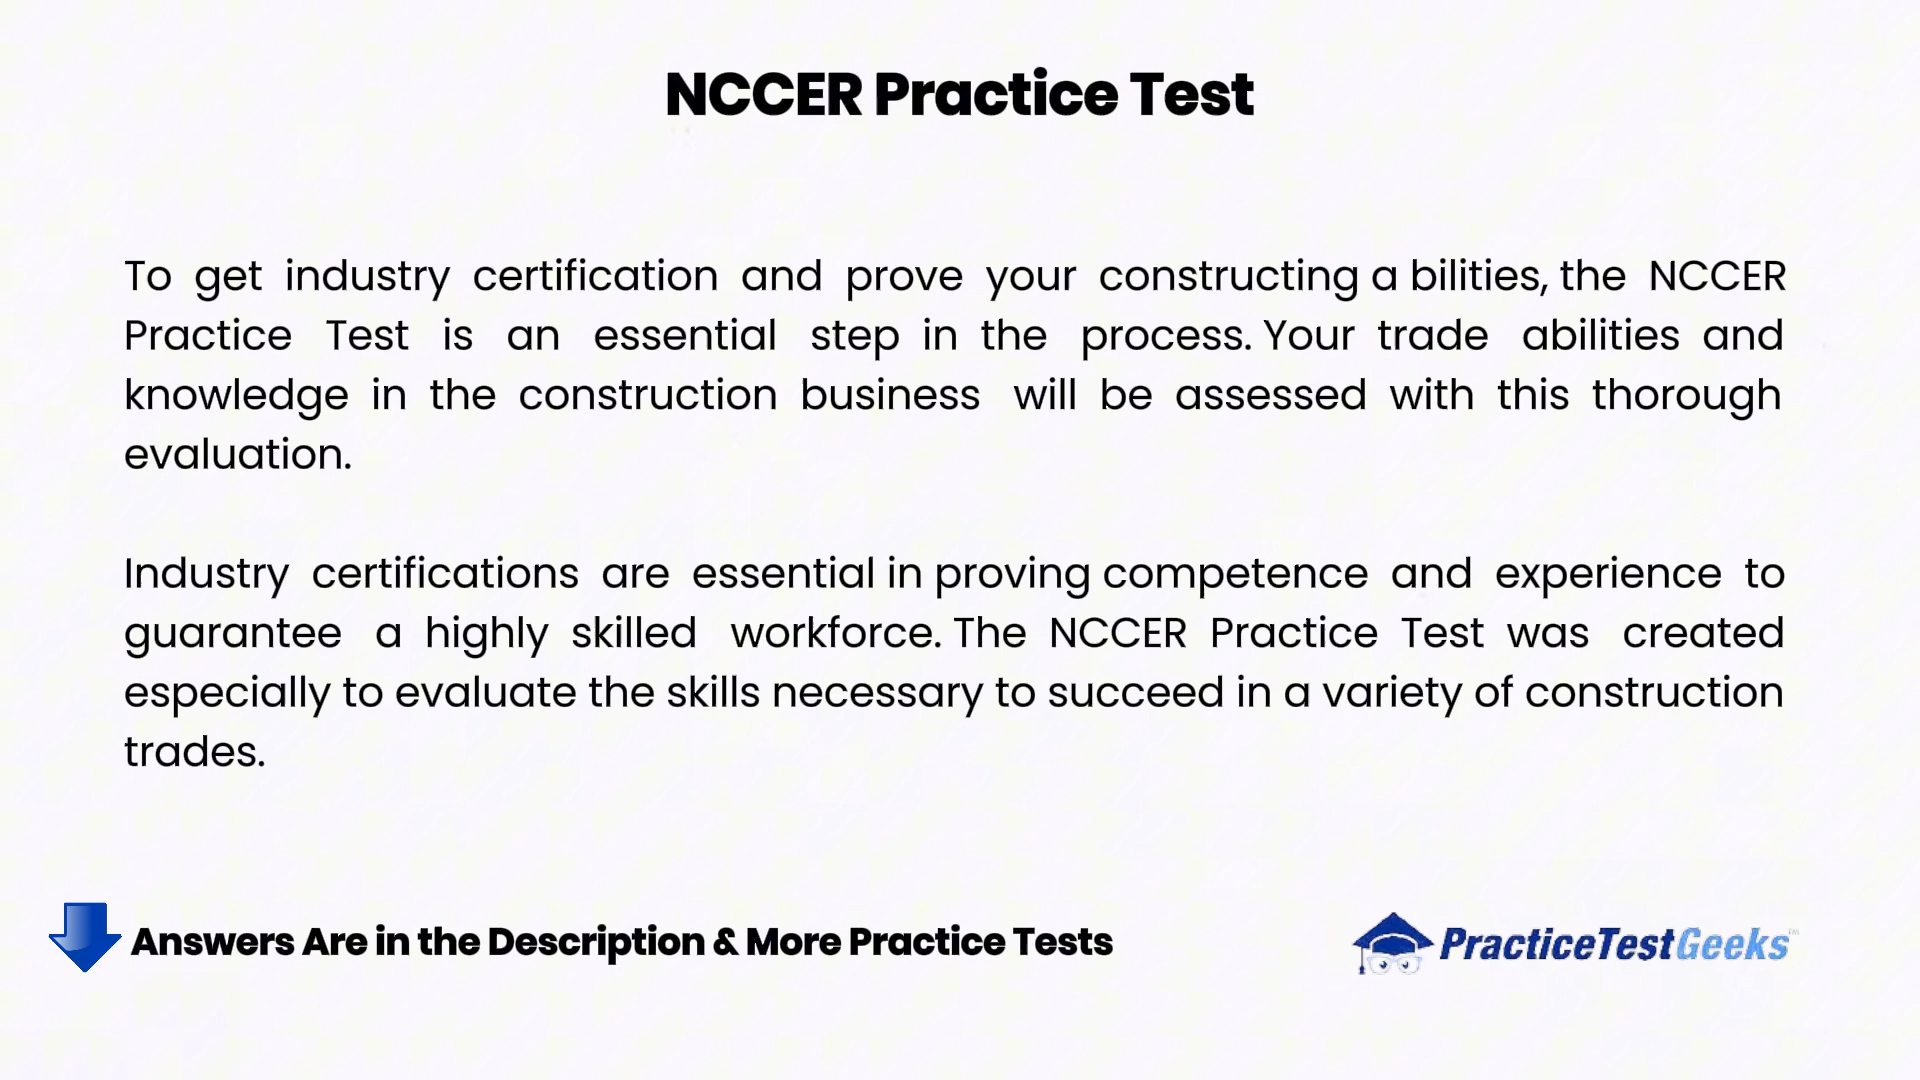 NCCER Practice Test
To get industry certification and prove your constructing a bilities, the NCCER
Practice Test is an essential step in the process. Your trade abilities and
knowledge in the construction business will be assessed with this thorough
evaluation.
Industry certifications are essential in proving competence and experience to
guarantee a highly skilled workforce. The NCCER Practice Test was created
especially to evaluate the skills necessary to succeed in a variety of construction
trades.
Answers Are in the Description & More Practice Tests
PracticeTestGeeks